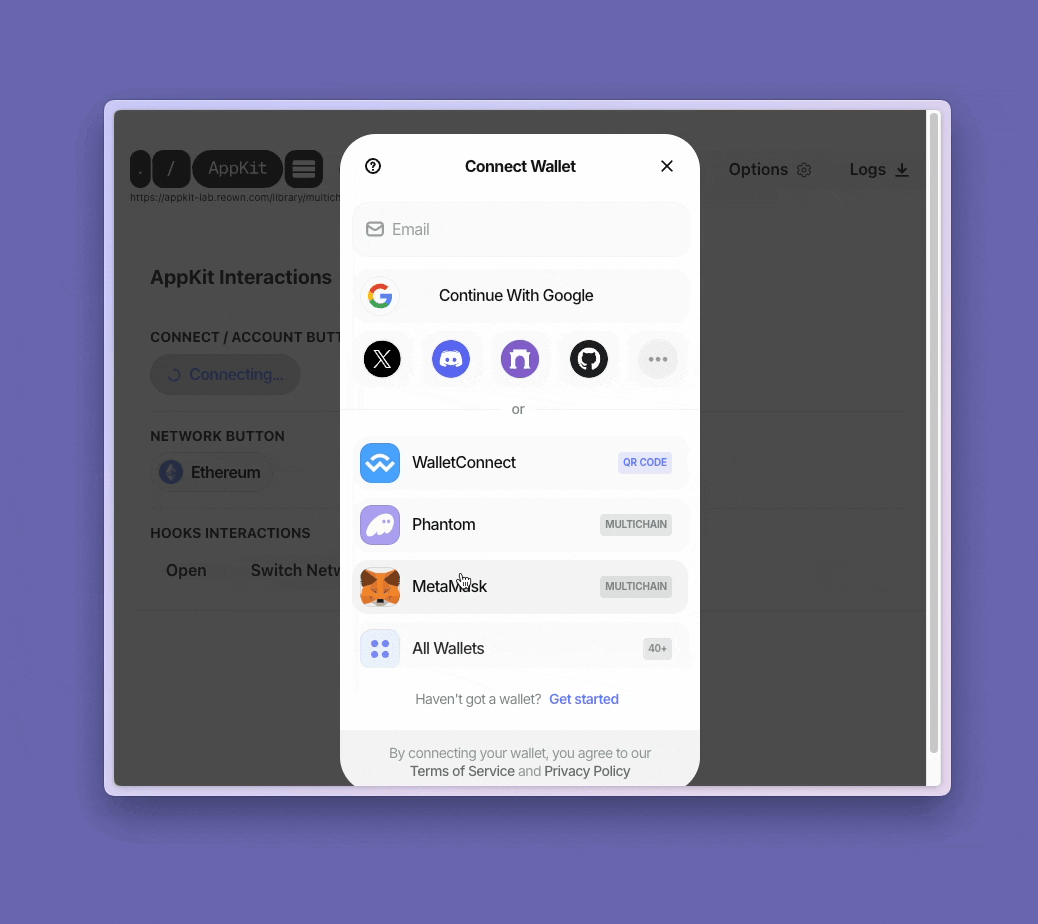 Connect Wallet
. / AppKit
Options
Logs
https://appkit-lab.reown.com/library/multich
Email
AppKit Interactions
Continue With Google
CONNECT / ACCOUNT BUTT
Connecting...
or
NETWORK BUTTON
Ethereum
WalletConnect
QR CODE
Phantom
MULTICHAIN
HOOKS INTERACTIONS
Open
Switch Netw
MetaMask
MULTICHAIN
All Wallets
40+
Haven't got a wallet? Get started
By connecting your wallet, you agree to our
Terms of Service and Privacy Policy